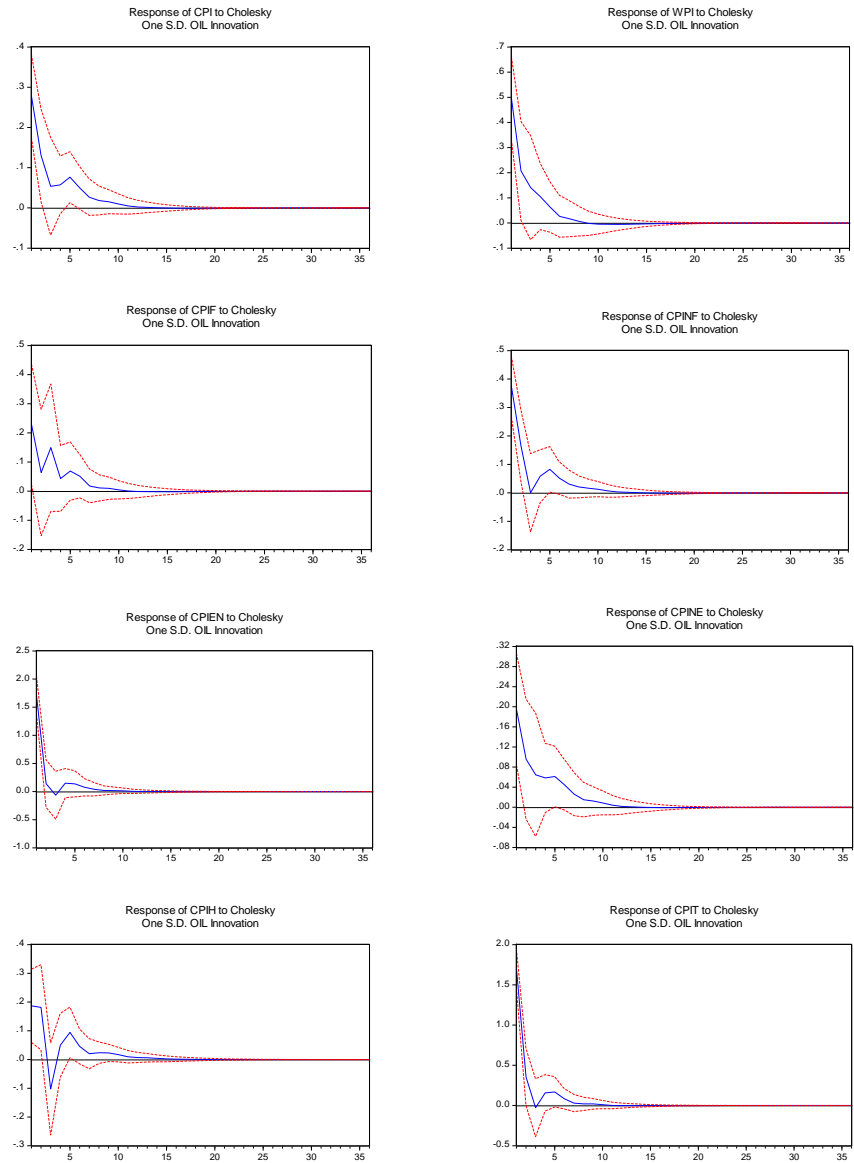 Response of CPI to Cholesky
One S.D. OIL Innovation
.4
.3
.2
.1
.0
-.1
5 10 15 20 25 30 35
Response of WPI to Cholesky
One S.D. OIL Innovation
.7
.6
.5
.4
.3
.2
.1
.0
-.1
5 10 15 20 25 30 35
Response of CPIF to Cholesky
One S.D. OIL Innovation
.5
.4
.3
.2
.1
.0
-.1
-.2
5 10 15 20 25 30 35
Response of CPINF to Cholesky
One S.D. OIL Innovation
.5
.4
.3
.2
.1
.0
-.1
-.2
5 10 15 20 25 30 35
Response of CPIEN to Cholesky
One S.D. OIL Innovation
2.5
2.0
1.5
1.0
0.5
0.0
-0.5
-1.0
5 10 15 20 25 30 35
Response of CPINE to Cholesky
One S.D. OIL Innovation
.32
.28
.24
.20
.16
.12
.08
.04
.00
-.04
-.08
5 10 15 20 25 30 35
Response of CPIH to Cholesky
One S.D. OIL Innovation
.4
.3
.2
.1
.0
-.1
-.2
-.3
5 10 15 20 25 30 35
Response of CPIT to Cholesky
One S.D. OIL Innovation
2.0
1.5
1.0
0.5
0.0
-0.5
5 10 15 20 25 30 35